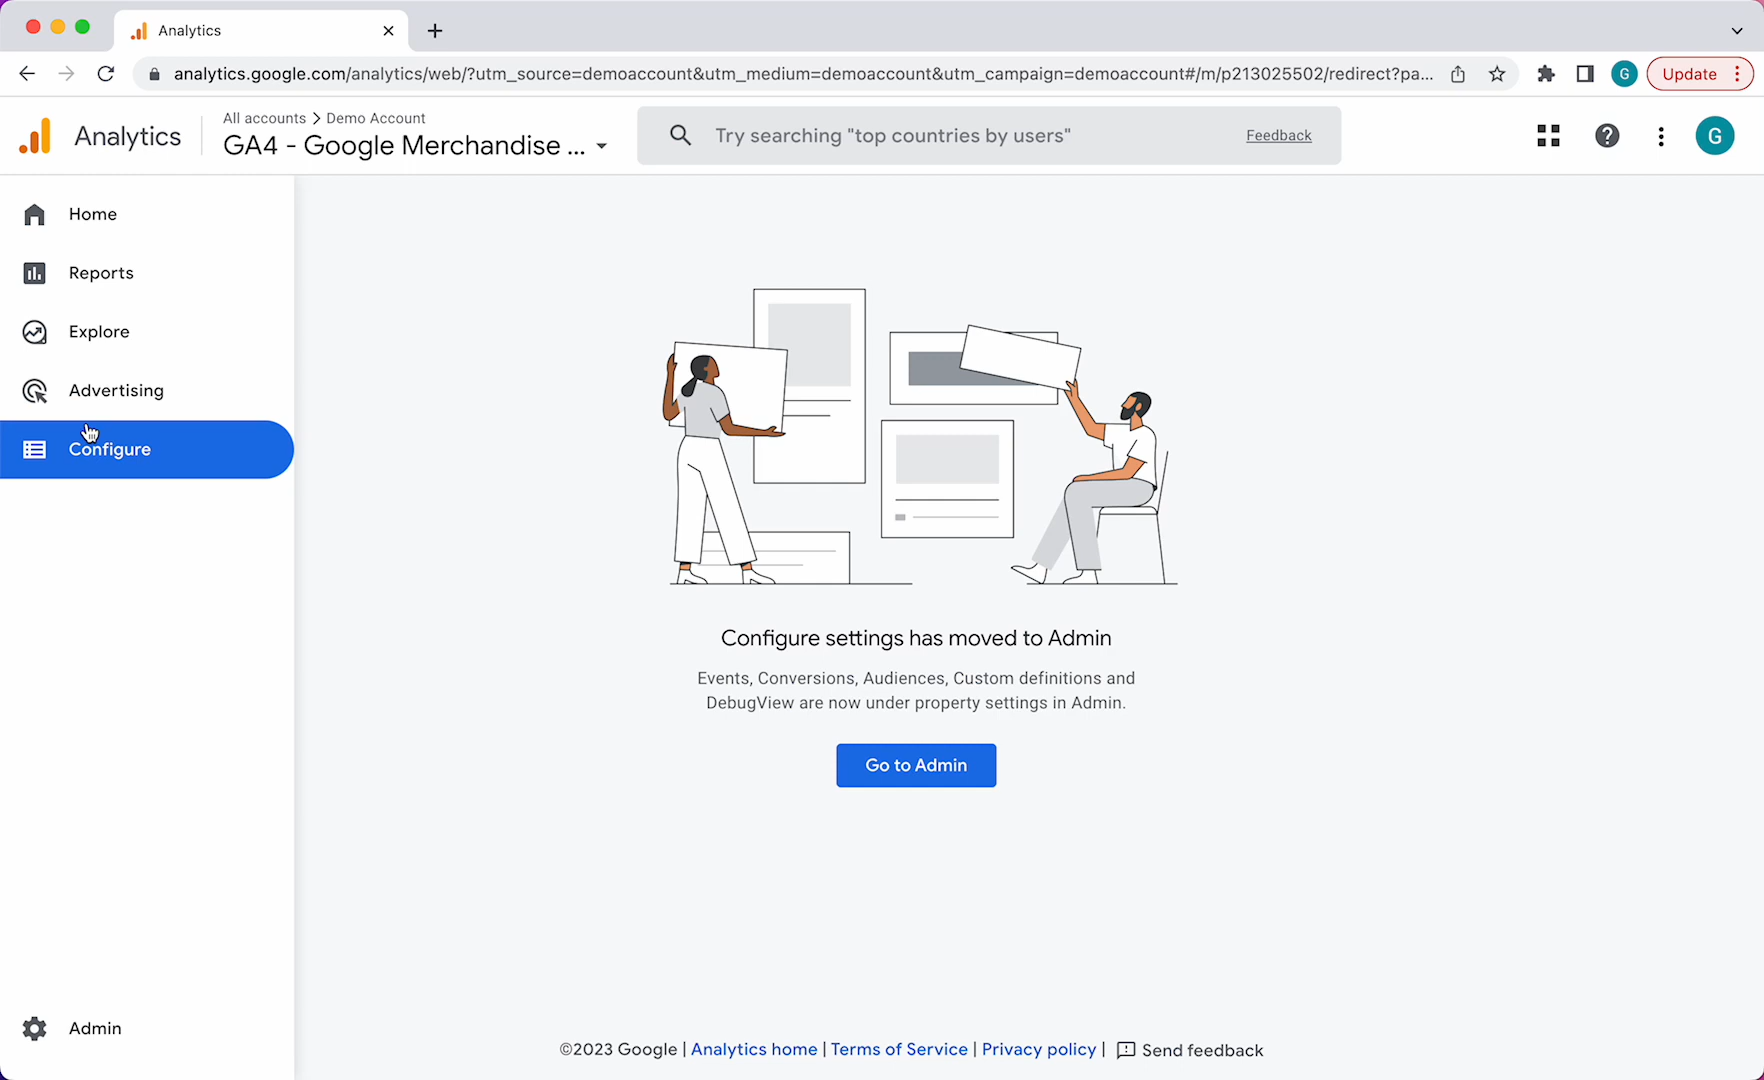 Analytics
analytics.google.com/analytics/web/?utm_source=demoaccount&utm_medium=demoaccount&utm_campaign=demoaccount#/m/p213025502/redirect?pa...
G
Update
Analytics
All accounts > Demo Account
GA4 - Google Merchandise ...
Try searching "top countries by users"
Feedback
G
Home
Reports
Explore
Advertising
Configure
Configure settings has moved to Admin
Events, Conversions, Audiences, Custom definitions and
DebugView are now under property settings in Admin.
Go to Admin
Admin
©2023 Google | Analytics home | Terms of Service | Privacy policy | Send feedback